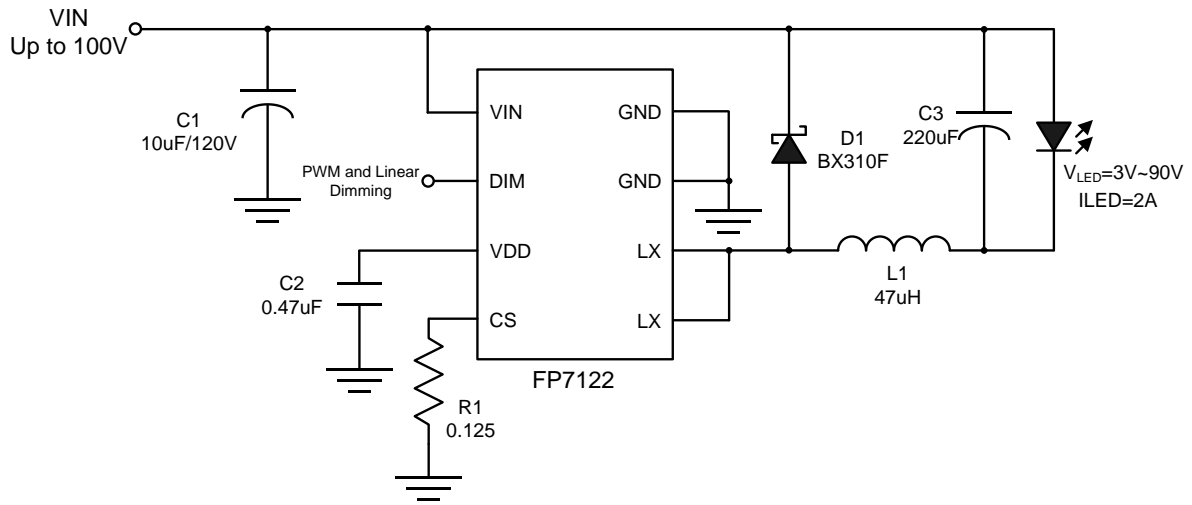 VIN
Up to 100V
C1
10uF/120V
PWM and Linear
Dimming
C2
0.47uF
R1
0.125
VIN
DIM
VDD
CS
GND
GND
LX
LX
FP7122
D1
BX310F
L1
47uH
C3
220uF
VLED=3V~90V
ILED=2A